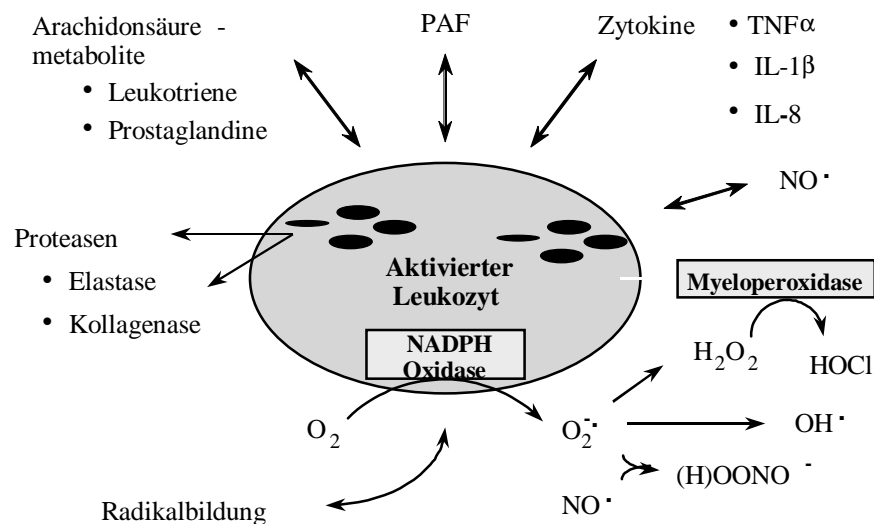 Arachidonsäure - 
metabolite
• Leukotriene
• Prostaglandine
PAF
Zytokine
• TNFα
• IL-1β
• IL-8
NO▪
Proteasen
• Elastase
• Kollagenase
Aktivierter
Leukozyt
NADPH
Oxidase
Myeloperoxidase
H₂O₂
HOCl
O₂
O₂⁻▪
OH▪
NO▪
(H)OONO⁻
Radikalbildung